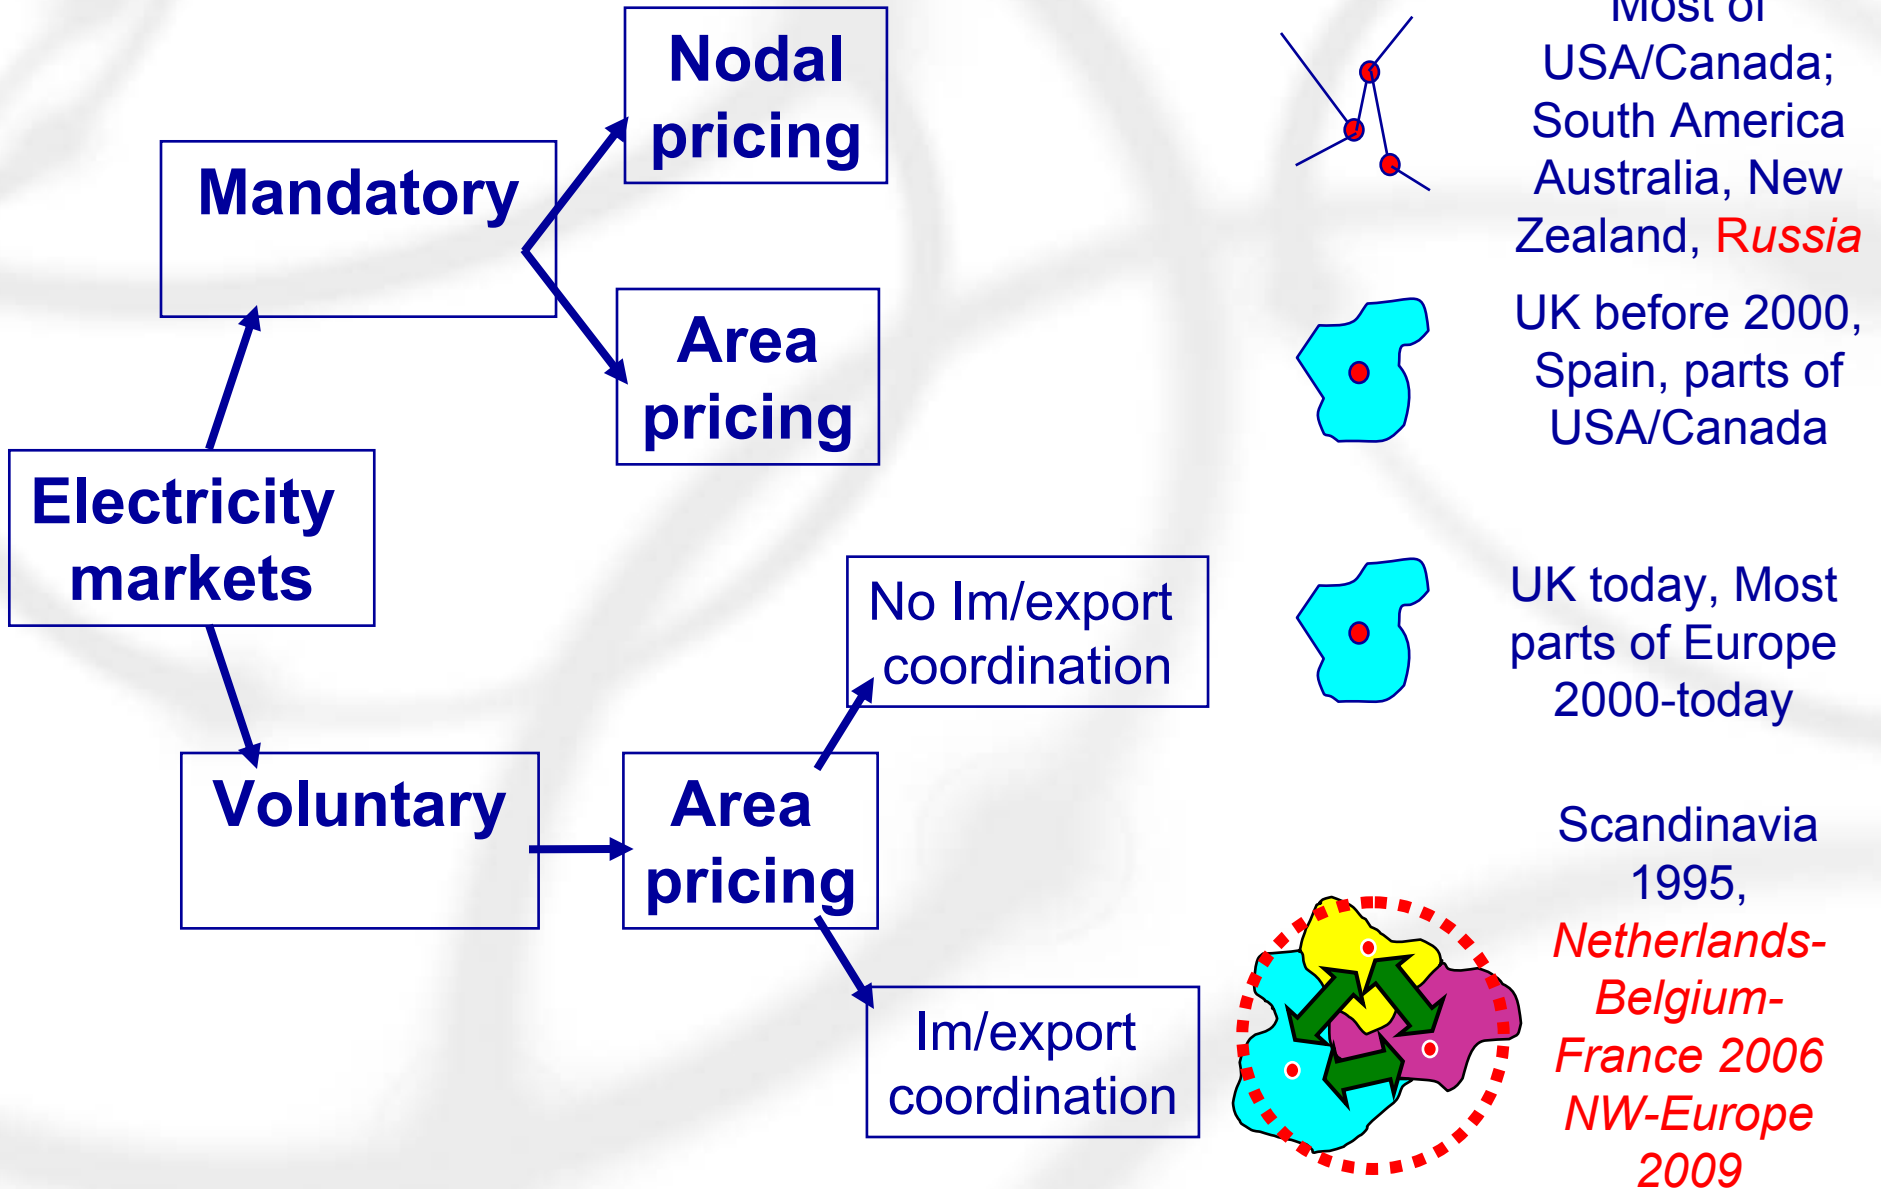 Nodal
pricing
Mandatory
Area
pricing
Electricity
markets
No Im/export
coordination
Voluntary
Area
pricing
Im/export
coordination
Most of
USA/Canada;
South America
Australia, New
Zealand, Russia
UK before 2000,
Spain, parts of
USA/Canada
UK today, Most
parts of Europe
2000-today
Scandinavia
1995,
Netherlands-
Belgium-
France 2006
NW-Europe
2009